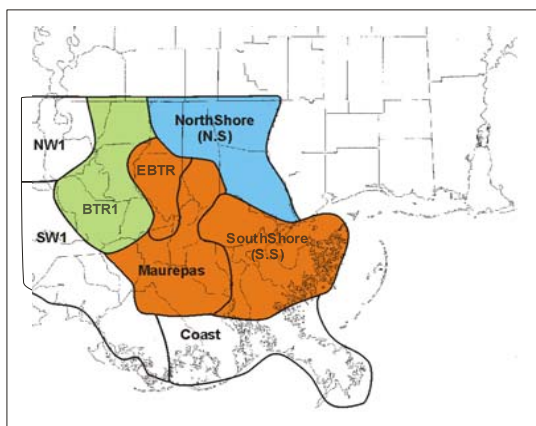 NorthShore
(N.S)
NW1
EBTR
BTR1
SW1
SouthShore
(S.S)
Maurepas
Coast